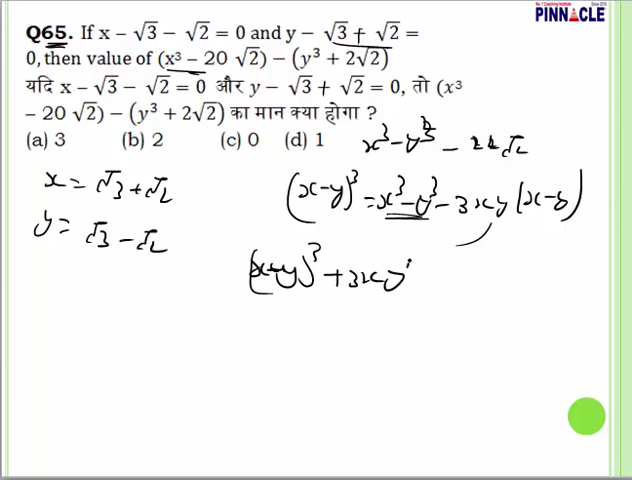 No. 1 Coaching Institute Since 2015
PINNACLE
Q65. If x – √3 – √2 = 0 and y – √3 + √2 =
0, then value of (x³ – 20 √2) – (y³ + 2√2)
यदि x – √3 – √2 = 0 और y – √3 + √2 = 0, तो (x³
– 20 √2) – (y³ + 2√2) का मान क्या होगा ?
(a) 3 (b) 2 (c) 0 (d) 1
x³ – y³ – 22√2
x = √3 + √2
(x–y)³ = x³ – y³ – 3xy (x–y)
y = √3 – √2
(x–y)³ + 3xy